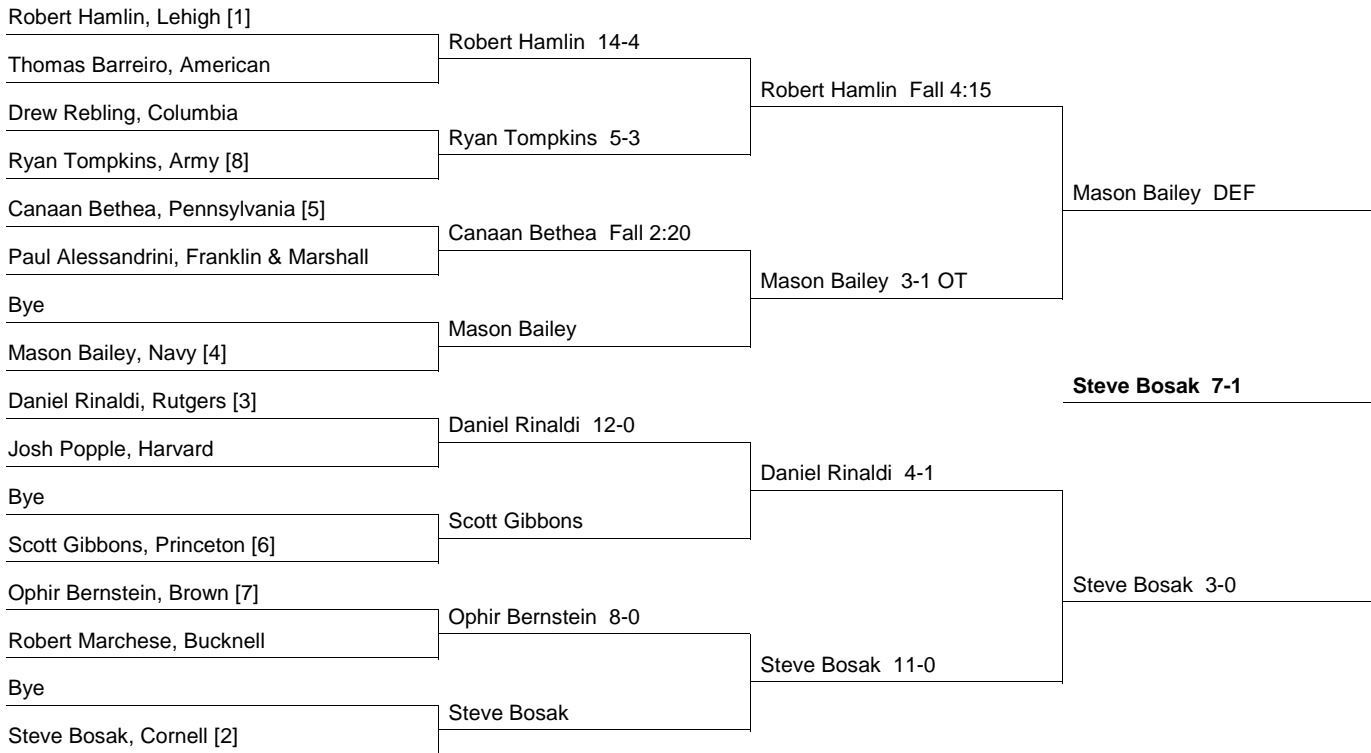 Robert Hamlin, Lehigh [1]
Thomas Barreiro, American
Drew Rebling, Columbia
Ryan Tompkins, Army [8]
Canaan Bethea, Pennsylvania [5]
Paul Alessandrini, Franklin & Marshall
Bye
Mason Bailey, Navy [4]
Daniel Rinaldi, Rutgers [3]
Josh Popple, Harvard
Bye
Scott Gibbons, Princeton [6]
Ophir Bernstein, Brown [7]
Robert Marchese, Bucknell
Bye
Steve Bosak, Cornell [2]
Robert Hamlin 14-4
Ryan Tompkins 5-3
Canaan Bethea Fall 2:20
Mason Bailey
Daniel Rinaldi 12-0
Scott Gibbons
Ophir Bernstein 8-0
Steve Bosak
Robert Hamlin Fall 4:15
Mason Bailey 3-1 OT
Daniel Rinaldi 4-1
Steve Bosak 11-0
Mason Bailey DEF
Steve Bosak 7-1
Steve Bosak 3-0